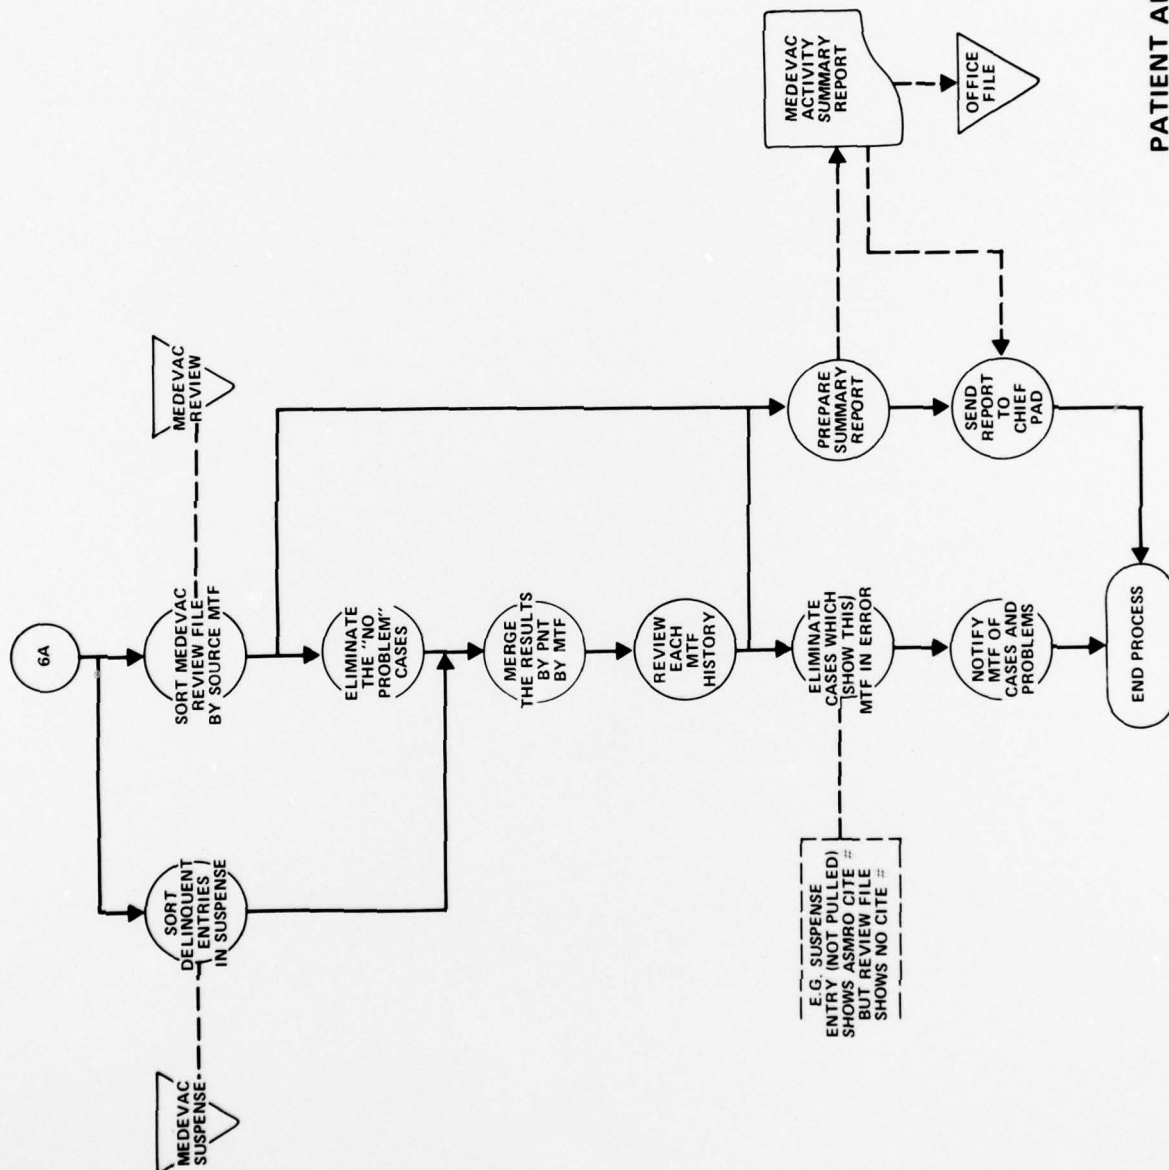 6A
MEDEVAC
SUSPENSE
SORT
DELINQUENT
ENTRIES
IN SUSPENSE
SORT MEDEVAC
REVIEW FILE
BY SOURCE MTF
MEDEVAC
REVIEW
ELIMINATE
THE "NO
PROBLEM"
CASES
MERGE
THE RESULTS
BY PNT
BY MTF
REVIEW
EACH
MTF
HISTORY
E.G. SUSPENSE
ENTRY (NOT PULLED)
SHOWS ASMRO CITE #
BUT REVIEW FILE
SHOWS NO CITE #
ELIMINATE
CASES WHICH
SHOW THIS
MTF IN ERROR
PREPARE
SUMMARY
REPORT
MEDEVAC
ACTIVITY
SUMMARY
REPORT
NOTIFY
MTF OF
CASES AND
PROBLEMS
SEND
REPORT
TO
CHIEF
PAD
OFFICE
FILE
END PROCESS
PATIENT